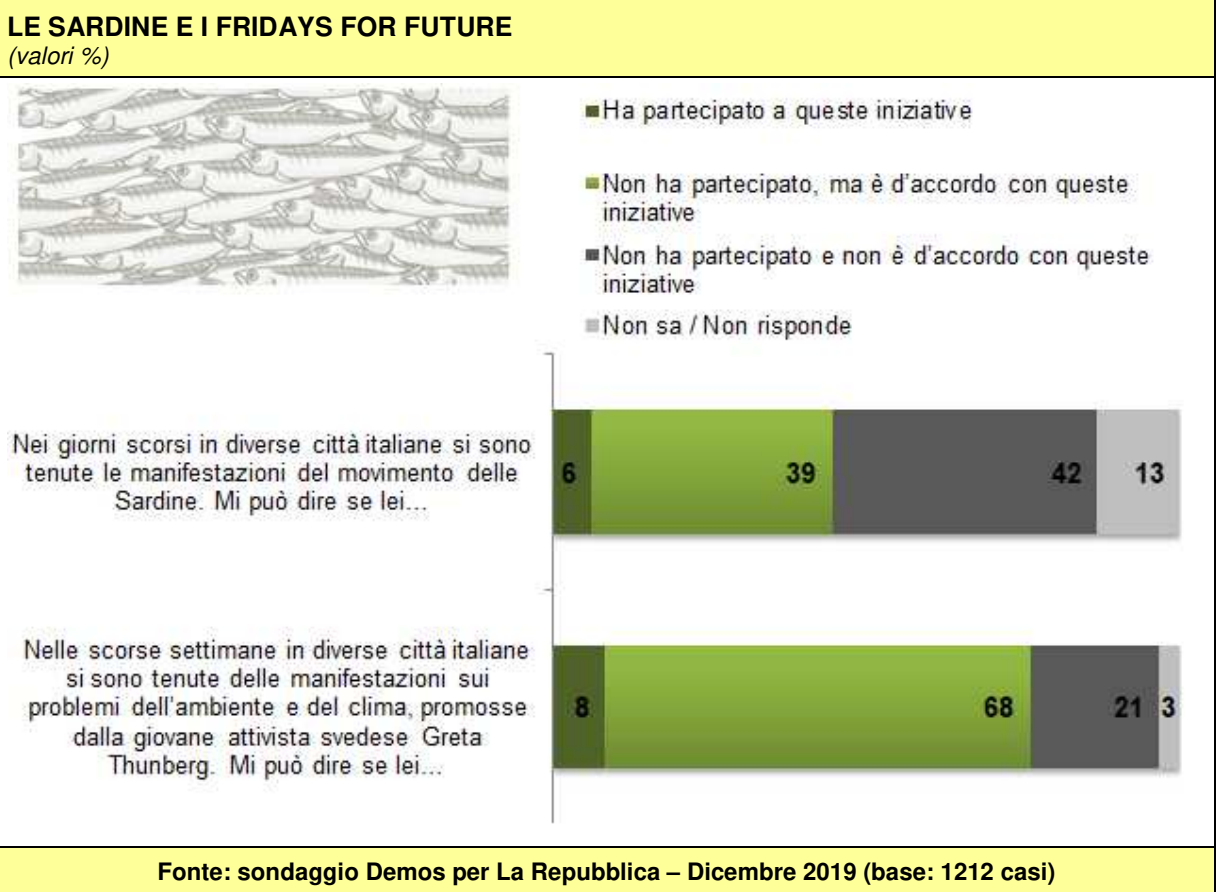 LE SARDINE E I FRIDAYS FOR FUTURE
(valori %)
Ha partecipato a queste iniziative
Non ha partecipato, ma è d'accordo con queste
iniziative
Non ha partecipato e non è d'accordo con queste
iniziative
Non sa / Non risponde
Nei giorni scorsi in diverse città italiane si sono
tenute le manifestazioni del movimento delle
Sardine. Mi può dire se lei…
6 39 42 13
Nelle scorse settimane in diverse città italiane
si sono tenute delle manifestazioni sui
problemi dell'ambiente e del clima, promosse
dalla giovane attivista svedese Greta
Thunberg. Mi può dire se lei…
8 68 21 3
Fonte: sondaggio Demos per La Repubblica – Dicembre 2019 (base: 1212 casi)